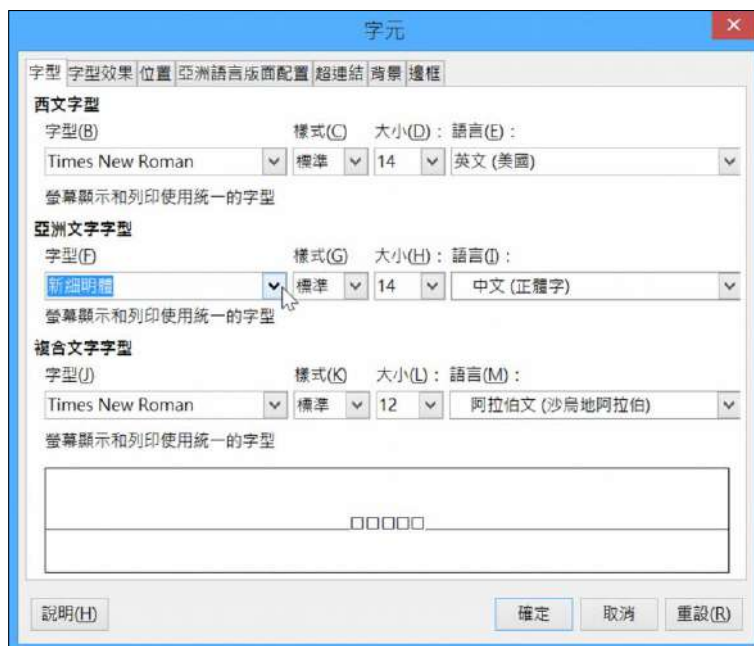 字元
字型 字型效果 位置 亞洲語言版面配置 超連結 背景 邊框
西文字型
字型(B) 樣式(C) 大小(D)： 語言(E)：
Times New Roman 標準 14 英文 (美國)
螢幕顯示和列印使用統一的字型
亞洲文字字型
字型(F) 樣式(G) 大小(H)： 語言(I)：
新細明體 標準 14 中文 (正體字)
螢幕顯示和列印使用統一的字型
複合文字字型
字型(J) 樣式(K) 大小(L)： 語言(M)：
Times New Roman 標準 12 阿拉伯文 (沙烏地阿拉伯)
螢幕顯示和列印使用統一的字型
□□□□□
說明(H) 確定 取消 重設(R)